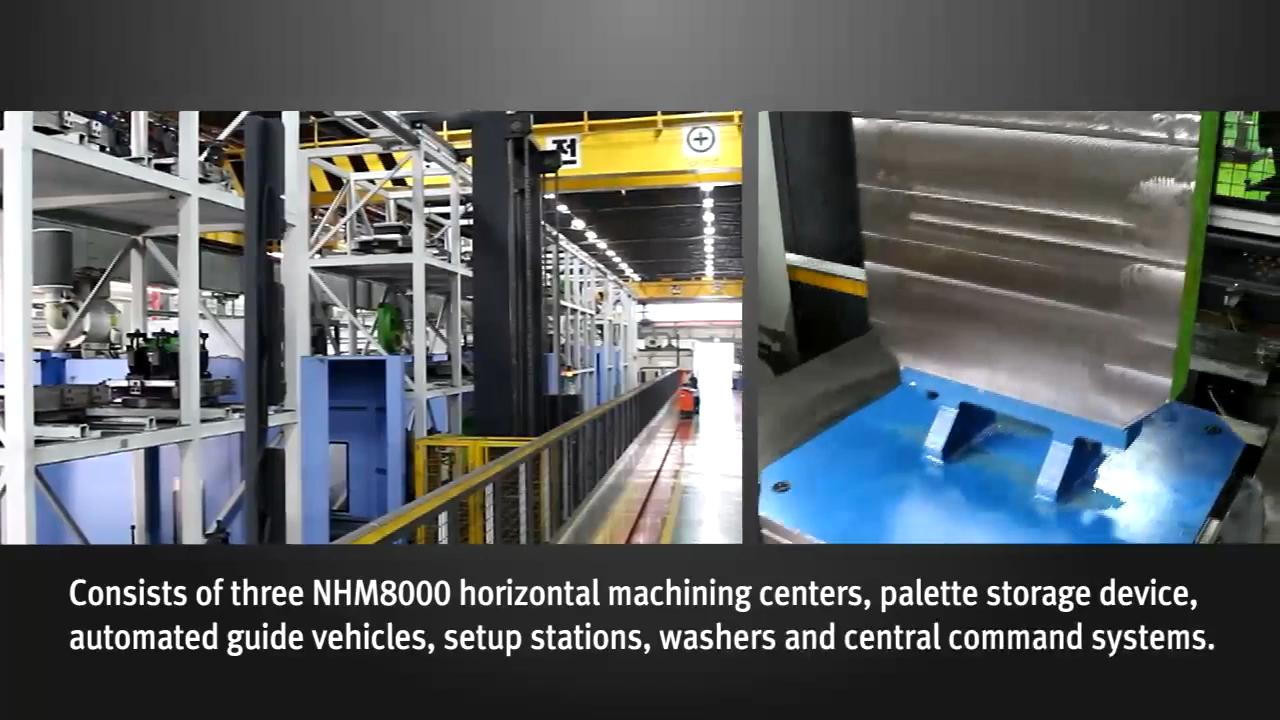 전
Consists of three NHM8000 horizontal machining centers, palette storage device,
automated guide vehicles, setup stations, washers and central command systems.